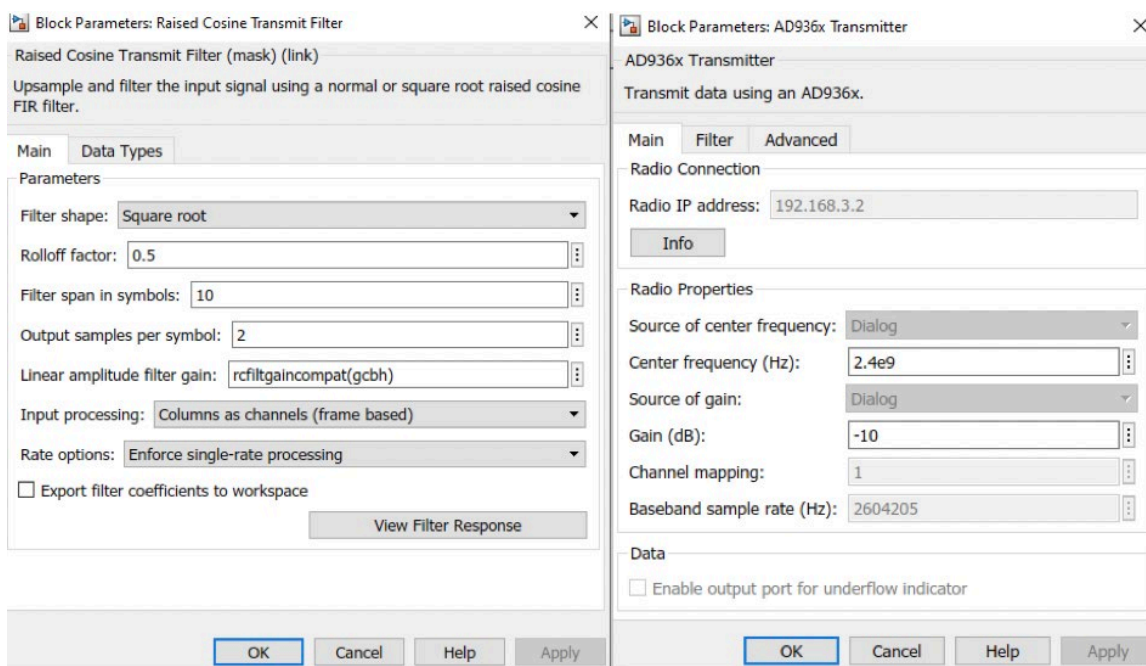 Block Parameters: Raised Cosine Transmit Filter
Raised Cosine Transmit Filter (mask) (link)
Upsample and filter the input signal using a normal or square root raised cosine
FIR filter.
Main Data Types
Parameters
Filter shape: Square root
Rolloff factor: 0.5
Filter span in symbols: 10
Output samples per symbol: 2
Linear amplitude filter gain: rcfiltgaincompat(gcbh)
Input processing: Columns as channels (frame based)
Rate options: Enforce single-rate processing
Export filter coefficients to workspace
View Filter Response
OK Cancel Help Apply
Block Parameters: AD936x Transmitter
AD936x Transmitter
Transmit data using an AD936x.
Main Filter Advanced
Radio Connection
Radio IP address: 192.168.3.2
Info
Radio Properties
Source of center frequency: Dialog
Center frequency (Hz): 2.4e9
Source of gain: Dialog
Gain (dB): -10
Channel mapping: 1
Baseband sample rate (Hz): 2604205
Data
Enable output port for underflow indicator
OK Cancel Help Apply